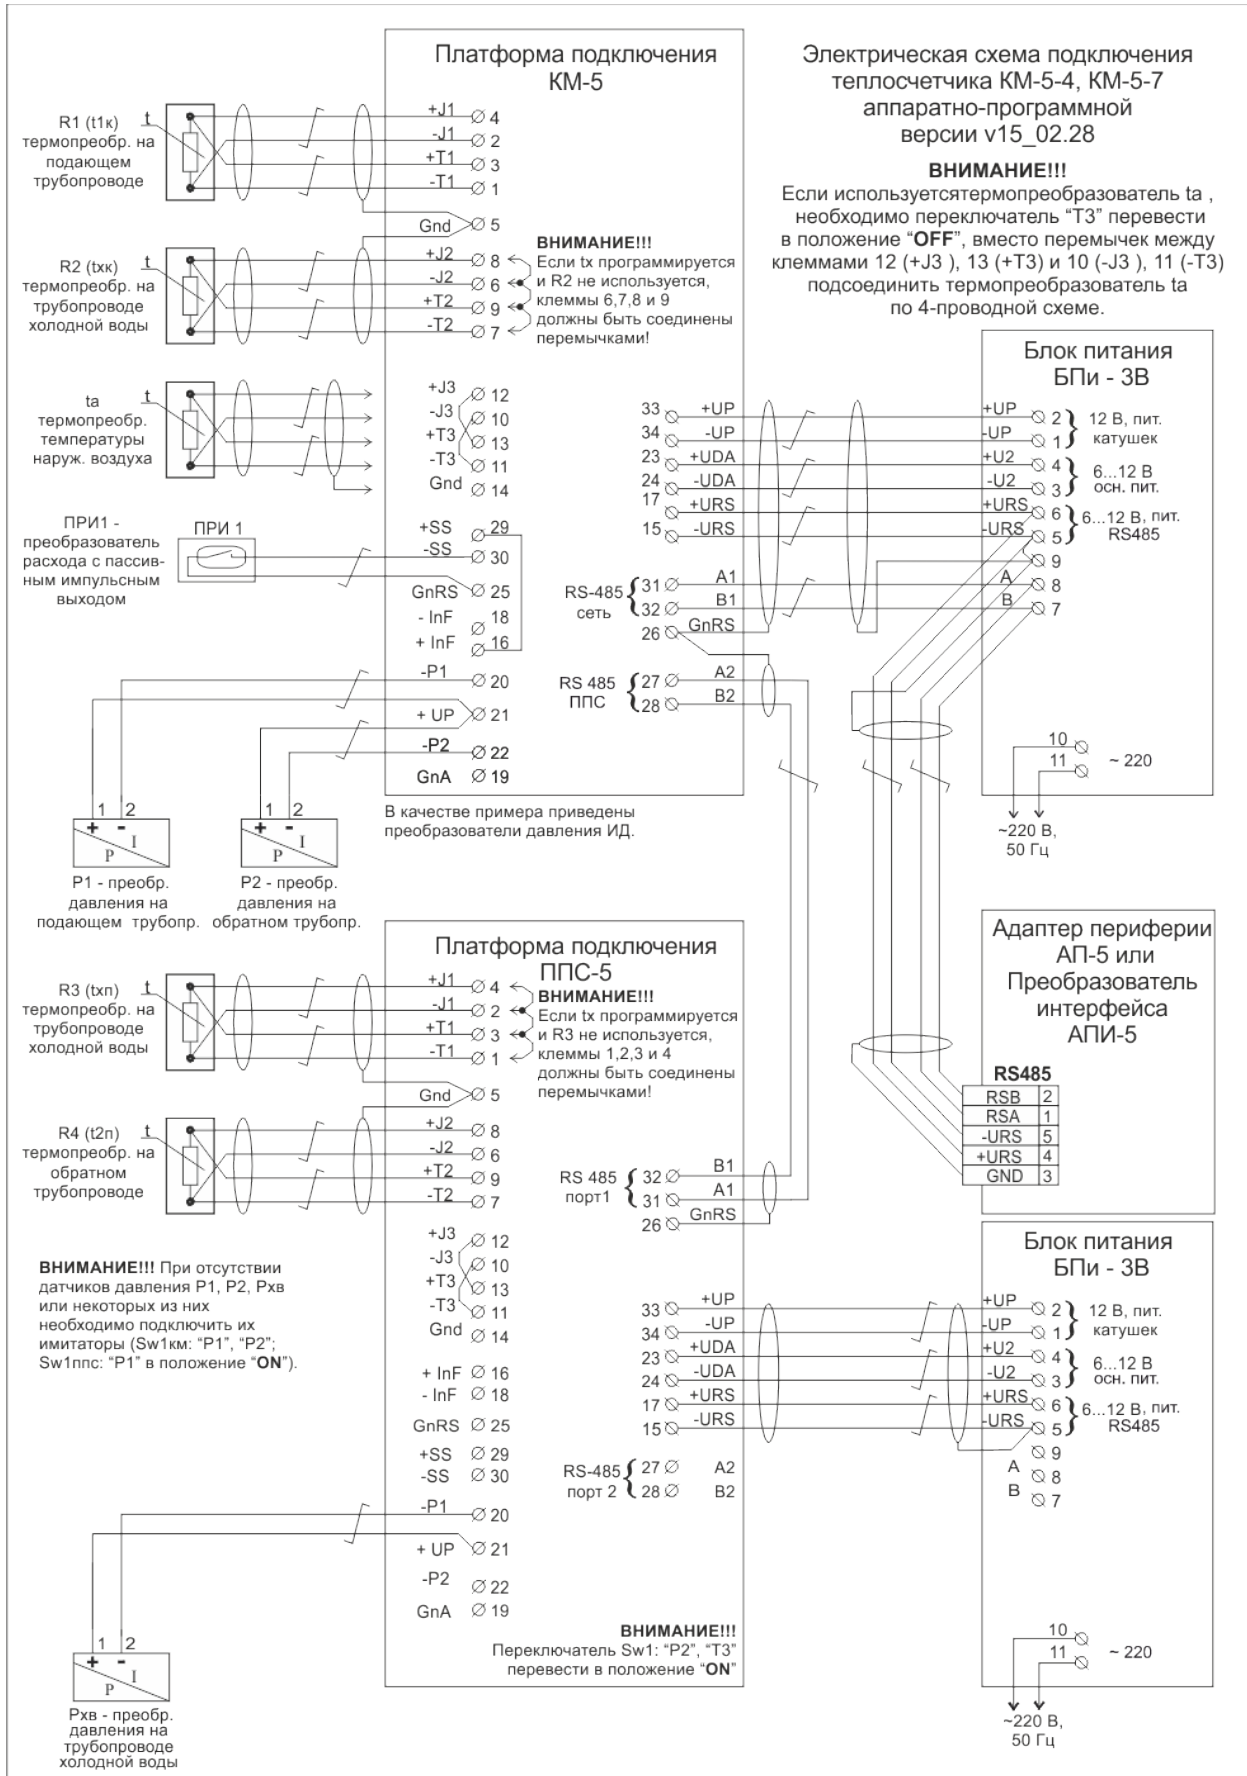 Платформа подключения
КМ-5
Электрическая схема подключения
теплосчетчика КМ-5-4, КМ-5-7
аппаратно-программной
версии v15_02.28
ВНИМАНИЕ!!!
Если используетсятермопреобразователь ta ,
необходимо переключатель “Т3” перевести
в положение “OFF”, вместо перемычек между
клеммами 12 (+J3 ), 13 (+T3) и 10 (-J3 ), 11 (-T3)
подсоединить термопреобразователь ta
по 4-проводной схеме.
R1 (t1к)
термопреобр. на
подающем
трубопроводе
t
+J1 4
-J1 2
+T1 3
-T1 1
Gnd 5
R2 (txк)
термопреобр. на
трубопроводе
холодной воды
t
+J2 8
-J2 6
+T2 9
-T2 7
ВНИМАНИЕ!!!
Если tx программируется
и R2 не используется,
клеммы 6,7,8 и 9
должны быть соединены
перемычками!
ta
термопреобр.
температуры
наруж. воздуха
t
+J3 12
-J3 10
+T3 13
-T3 11
Gnd 14
ПРИ1 -
преобразователь
расхода с пассив-
ным импульсным
выходом
ПРИ 1
+SS 29
-SS 30
GnRS 25
- InF 18
+ InF 16
-P1 20
+ UP 21
-P2 22
GnA 19
33 +UP
34 -UP
23 +UDA
24 -UDA
17 +URS
15 -URS
RS-485
сеть
31 A1
32 B1
26 GnRS
RS 485
ППС
27 A2
28 B2
Блок питания
БПи - 3В
+UP 2
-UP 1
12 В, пит.
катушек
+U2 4
-U2 3
6...12 В
осн. пит.
+URS 6
-URS 5
6...12 В, пит.
RS485
9
A 8
B 7
10
11
~ 220
~220 В,
50 Гц
1 2
+ -
P I
P1 - преобр.
давления на
подающем трубопр.
1 2
+ -
P I
P2 - преобр.
давления на
обратном трубопр.
В качестве примера приведены
преобразователи давления ИД.
Платформа подключения
ППС-5
R3 (txп)
термопреобр. на
трубопроводе
холодной воды
t
+J1 4
-J1 2
+T1 3
-T1 1
Gnd 5
ВНИМАНИЕ!!!
Если tx программируется
и R3 не используется,
клеммы 1,2,3 и 4
должны быть соединены
перемычками!
R4 (t2п)
термопреобр. на
обратном
трубопроводе
t
+J2 8
-J2 6
+T2 9
-T2 7
+J3 12
-J3 10
+T3 13
-T3 11
Gnd 14
+ InF 16
- InF 18
GnRS 25
+SS 29
-SS 30
-P1 20
+ UP 21
-P2 22
GnA 19
ВНИМАНИЕ!!! При отсутствии
датчиков давления Р1, Р2, Рхв
или некоторых из них
необходимо подключить их
имитаторы (Sw1км: “P1”, “P2”;
Sw1ппс: “P1” в положение “ON”).
RS 485
порт1
32 B1
31 A1
26 GnRS
33 +UP
34 -UP
23 +UDA
24 -UDA
17 +URS
15 -URS
RS-485
порт 2
27 A2
28 B2
ВНИМАНИЕ!!!
Переключатель Sw1: “P2”, “T3”
перевести в положение “ON”
1 2
+ -
P I
Рхв - преобр.
давления на
трубопроводе
холодной воды
Адаптер периферии
АП-5 или
Преобразователь
интерфейса
АПИ-5
RS485
RSB 2
RSA 1
-URS 5
+URS 4
GND 3
Блок питания
БПи - 3В
+UP 2
-UP 1
12 В, пит.
катушек
+U2 4
-U2 3
6...12 В
осн. пит.
+URS 6
-URS 5
6...12 В, пит.
RS485
9
A 8
B 7
10
11
~ 220
~220 В,
50 Гц